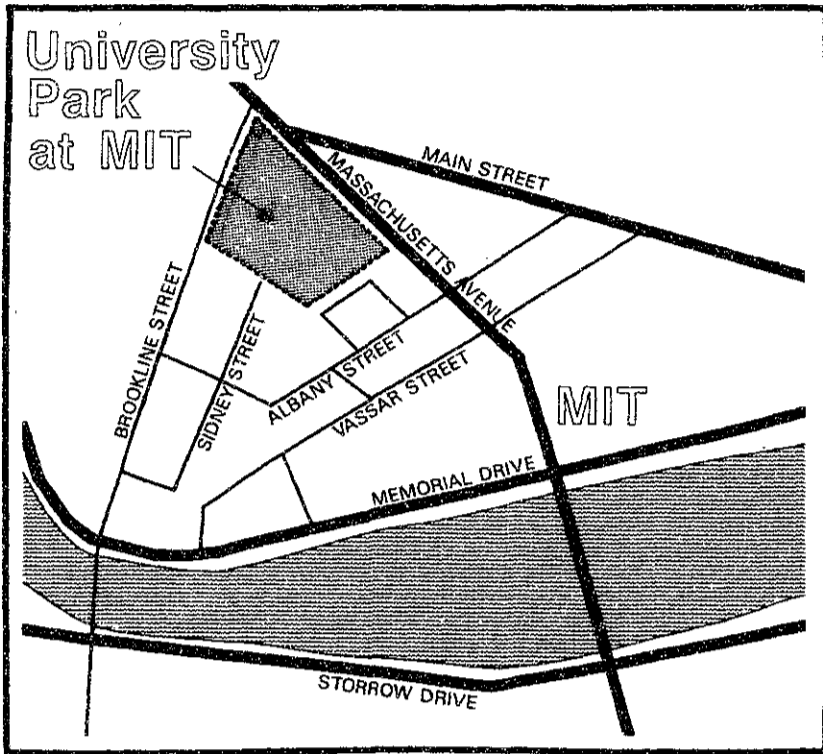 University
Park
at MIT
MAIN STREET
MASSACHUSETTS AVENUE
BROOKLINE STREET
SIDNEY STREET
ALBANY STREET
VASSAR STREET
MIT
MEMORIAL DRIVE
STORROW DRIVE